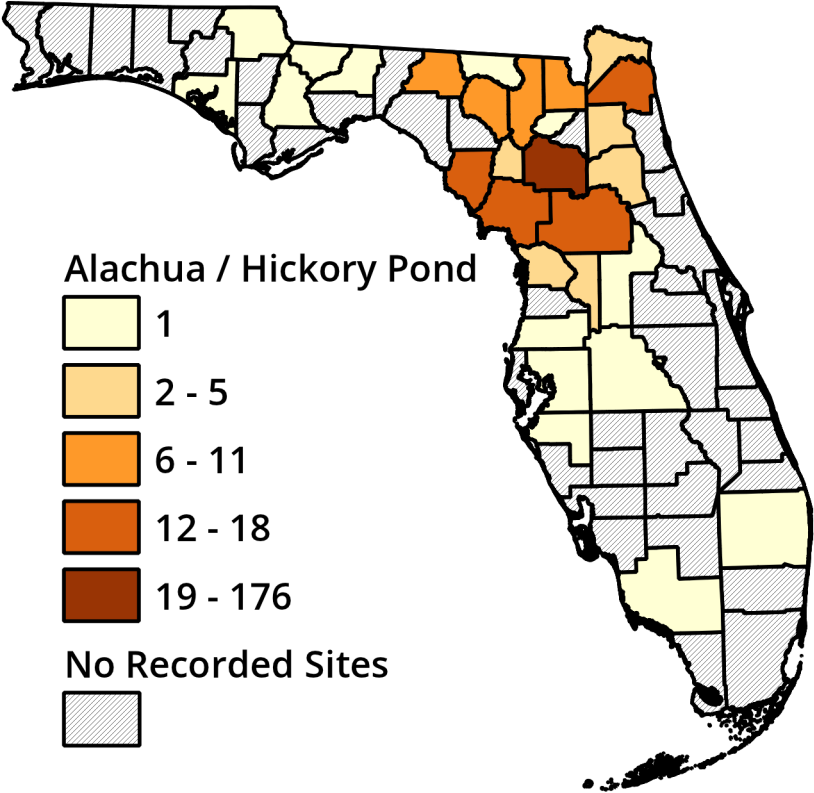 Alachua / Hickory Pond
1
2 - 5
6 - 11
12 - 18
19 - 176
No Recorded Sites